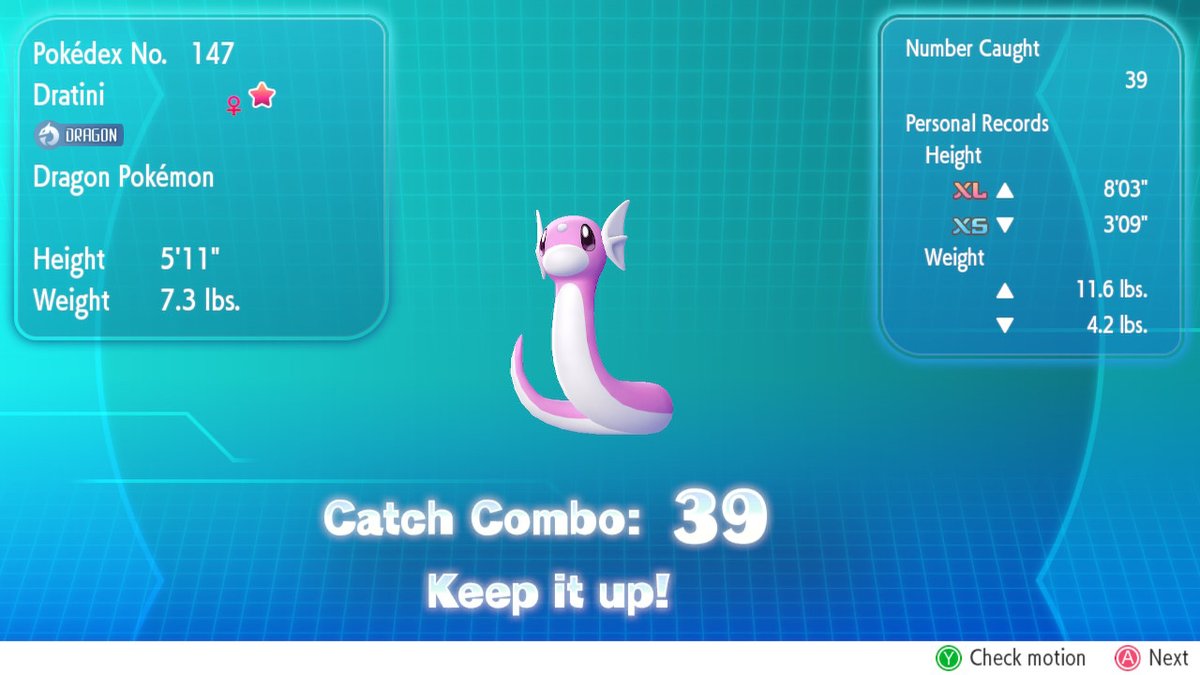 Pokédex No. 147
Dratini ♀
DRAGON
Dragon Pokémon
Height 5'11"
Weight 7.3 lbs.
Number Caught
39
Personal Records
Height
XL ▲ 8'03"
XS ▼ 3'09"
Weight
▲ 11.6 lbs.
▼ 4.2 lbs.
Catch Combo: 39
Keep it up!
Y Check motion A Next